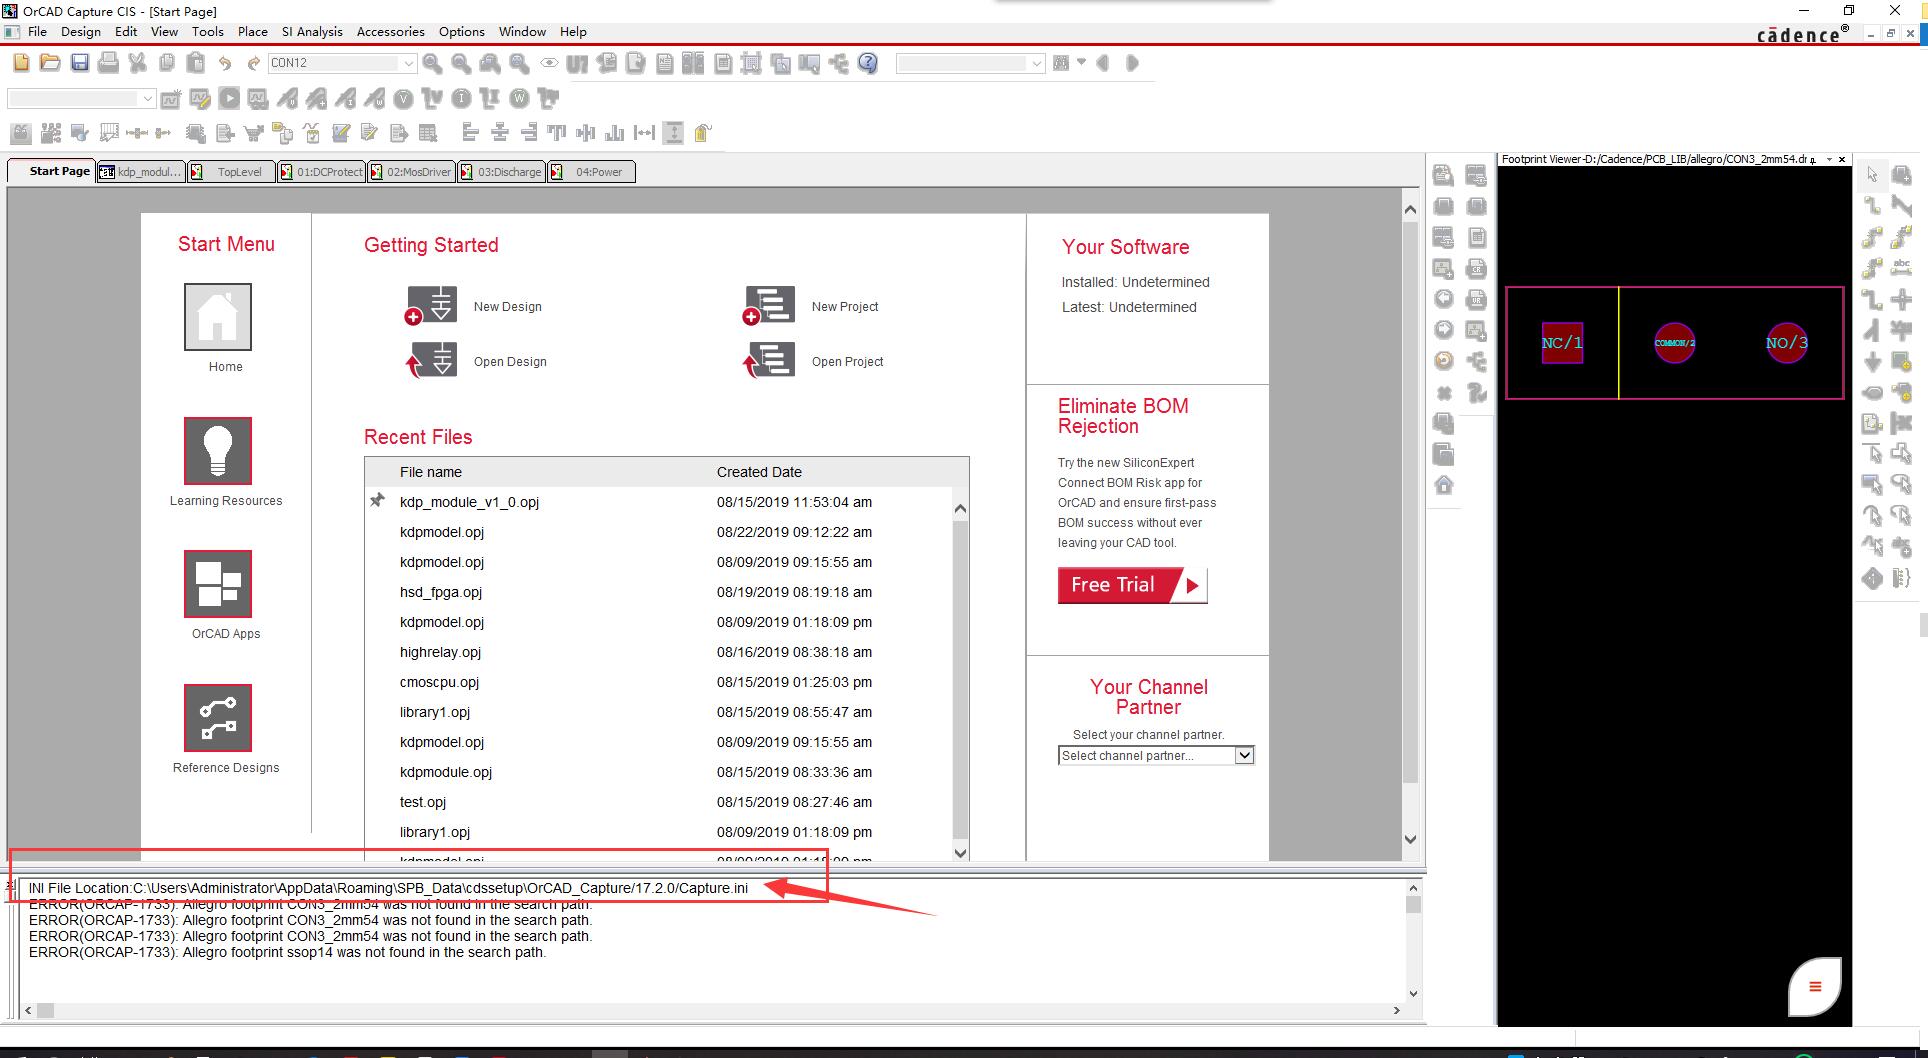 OrCAD Capture CIS - [Start Page]
File Design Edit View Tools Place SI Analysis Accessories Options Window Help
cādence®
CON12
U?
V I W
Start Page kdp_modul... TopLevel 01:DCProtect 02:MosDriver 03:Discharge 04:Power
Footprint Viewer-D:/Cadence/PCB_LIB/allegro/CON3_2mm54.dr
Start Menu
Home
Learning Resources
OrCAD Apps
Reference Designs
Getting Started
New Design
New Project
Open Design
Open Project
Recent Files
File name Created Date
kdp_module_v1_0.opj 08/15/2019 11:53:04 am
kdpmodel.opj 08/22/2019 09:12:22 am
kdpmodel.opj 08/09/2019 09:15:55 am
hsd_fpga.opj 08/19/2019 08:19:18 am
kdpmodel.opj 08/09/2019 01:18:09 pm
highrelay.opj 08/16/2019 08:38:18 am
cmoscpu.opj 08/15/2019 01:25:03 pm
library1.opj 08/15/2019 08:55:47 am
kdpmodel.opj 08/09/2019 09:15:55 am
kdpmodule.opj 08/15/2019 08:33:36 am
test.opj 08/15/2019 08:27:46 am
library1.opj 08/09/2019 01:18:09 pm
kdpmodel.opj 08/09/2019 01:18:09 pm
Your Software
Installed: Undetermined
Latest: Undetermined
Eliminate BOM
Rejection
Try the new SiliconExpert
Connect BOM Risk app for
OrCAD and ensure first-pass
BOM success without ever
leaving your CAD tool.
Free Trial
Your Channel
Partner
Select your channel partner.
Select channel partner...
NC/1 COMMON/2 NO/3
abc
INI File Location:C:\Users\Administrator\AppData\Roaming\SPB_Data\cdssetup\OrCAD_Capture/17.2.0/Capture.ini
ERROR(ORCAP-1733): Allegro footprint CON3_2mm54 was not found in the search path.
ERROR(ORCAP-1733): Allegro footprint CON3_2mm54 was not found in the search path.
ERROR(ORCAP-1733): Allegro footprint CON3_2mm54 was not found in the search path.
ERROR(ORCAP-1733): Allegro footprint ssop14 was not found in the search path.